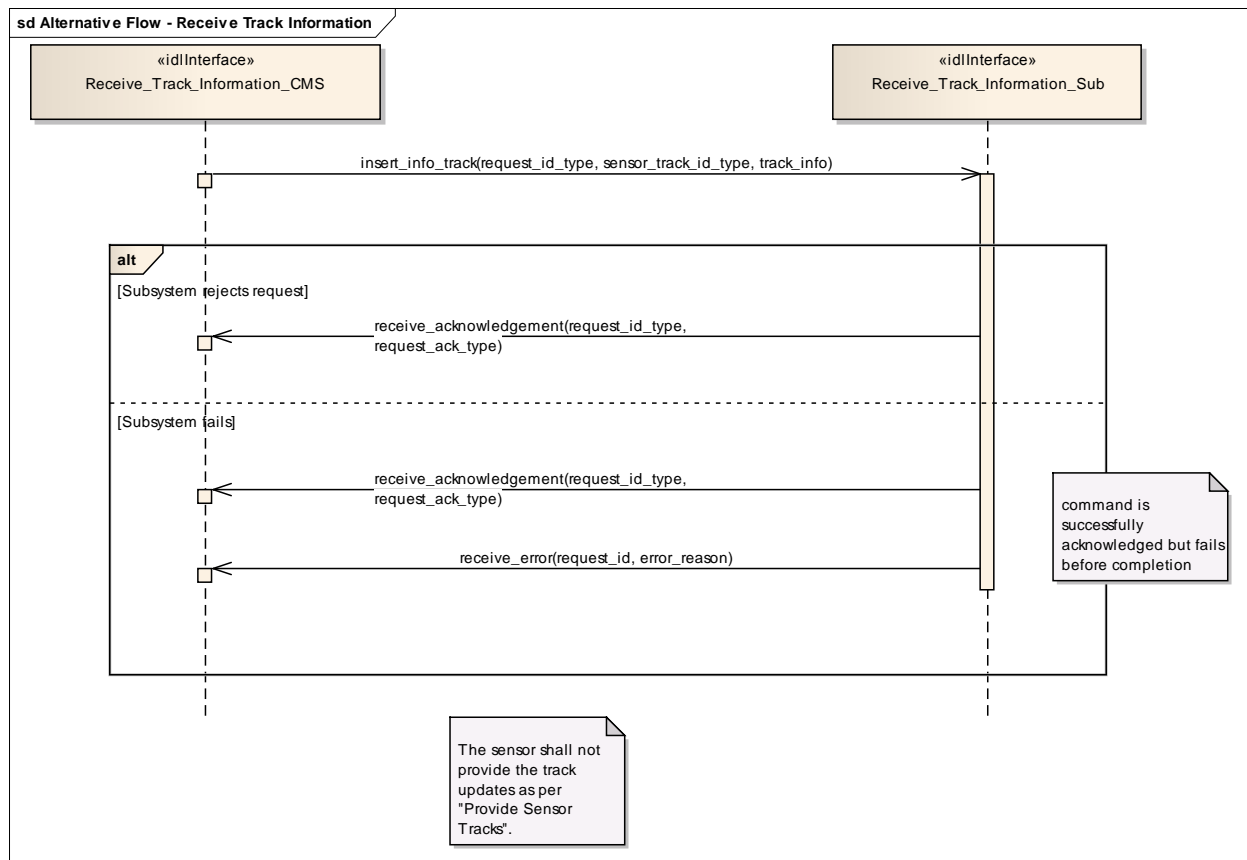 sd Alternative Flow - Receive Track Information
«idlInterface»
Receive_Track_Information_CMS
«idlInterface»
Receive_Track_Information_Sub
insert_info_track(request_id_type, sensor_track_id_type, track_info)
alt
[Subsystem rejects request]
receive_acknowledgement(request_id_type,
request_ack_type)
[Subsystem fails]
receive_acknowledgement(request_id_type,
request_ack_type)
command is
successfully
acknowledged but fails
before completion
receive_error(request_id, error_reason)
The sensor shall not
provide the track
updates as per
"Provide Sensor
Tracks".